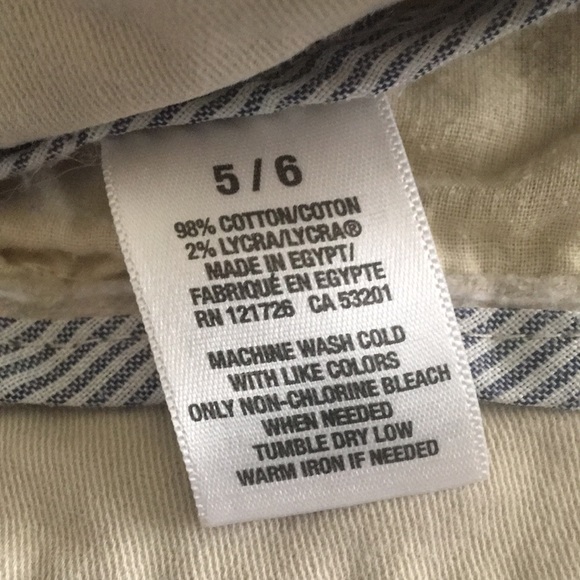 5 / 6
98% COTTON/COTON
2% LYCRA/LYCRA®
MADE IN EGYPT/
FABRIQUÉ EN EGYPTE
RN 121726 CA 53201
MACHINE WASH COLD
WITH LIKE COLORS
ONLY NON-CHLORINE BLEACH
WHEN NEEDED
TUMBLE DRY LOW
WARM IRON IF NEEDED